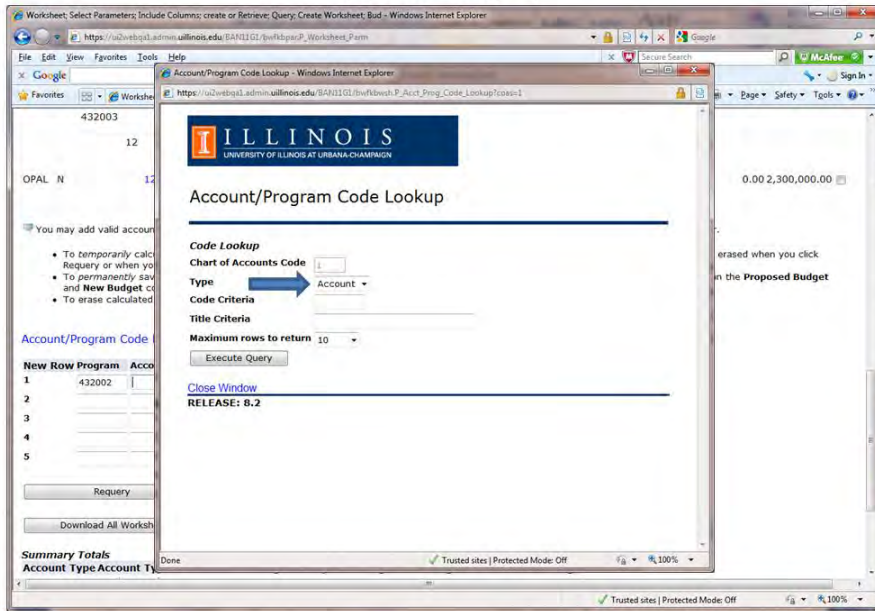 Worksheet; Select Parameters; Include Columns; create or Retrieve; Query; Create Worksheet; Bud - Windows Internet Explorer
https://ui2webqa1.admin.uillinois.edu/BAN11G1/bwfkbpar.P_Worksheet_Parm
Google
File Edit View Favorites Tools Help
Secure Search
McAfee
Google
Sign In
Favorites
Workshe
Page Safety Tools
432003
12
OPAL N 12
0.00 2,300,000.00
You may add valid accoun
To temporarily calc
erased when you click
Requery or when yo
To permanently sav
n the Proposed Budget
and New Budget co
To erase calculated
Account/Program Code
New Row Program Acco
1 432002
2
3
4
5
Requery
Download All Worksh
Summary Totals
Account Type Account Ty
Account/Program Code Lookup - Windows Internet Explorer
https://ui2webqa1.admin.uillinois.edu/BAN11G1/bwfkbwsh.P_Acct_Prog_Code_Lookup?coas=1
I ILLINOIS
UNIVERSITY OF ILLINOIS AT URBANA-CHAMPAIGN
Account/Program Code Lookup
Code Lookup
Chart of Accounts Code 1
Type Account
Code Criteria
Title Criteria
Maximum rows to return 10
Execute Query
Close Window
RELEASE: 8.2
Done
Trusted sites | Protected Mode: Off
100%
Trusted sites | Protected Mode: Off
100%